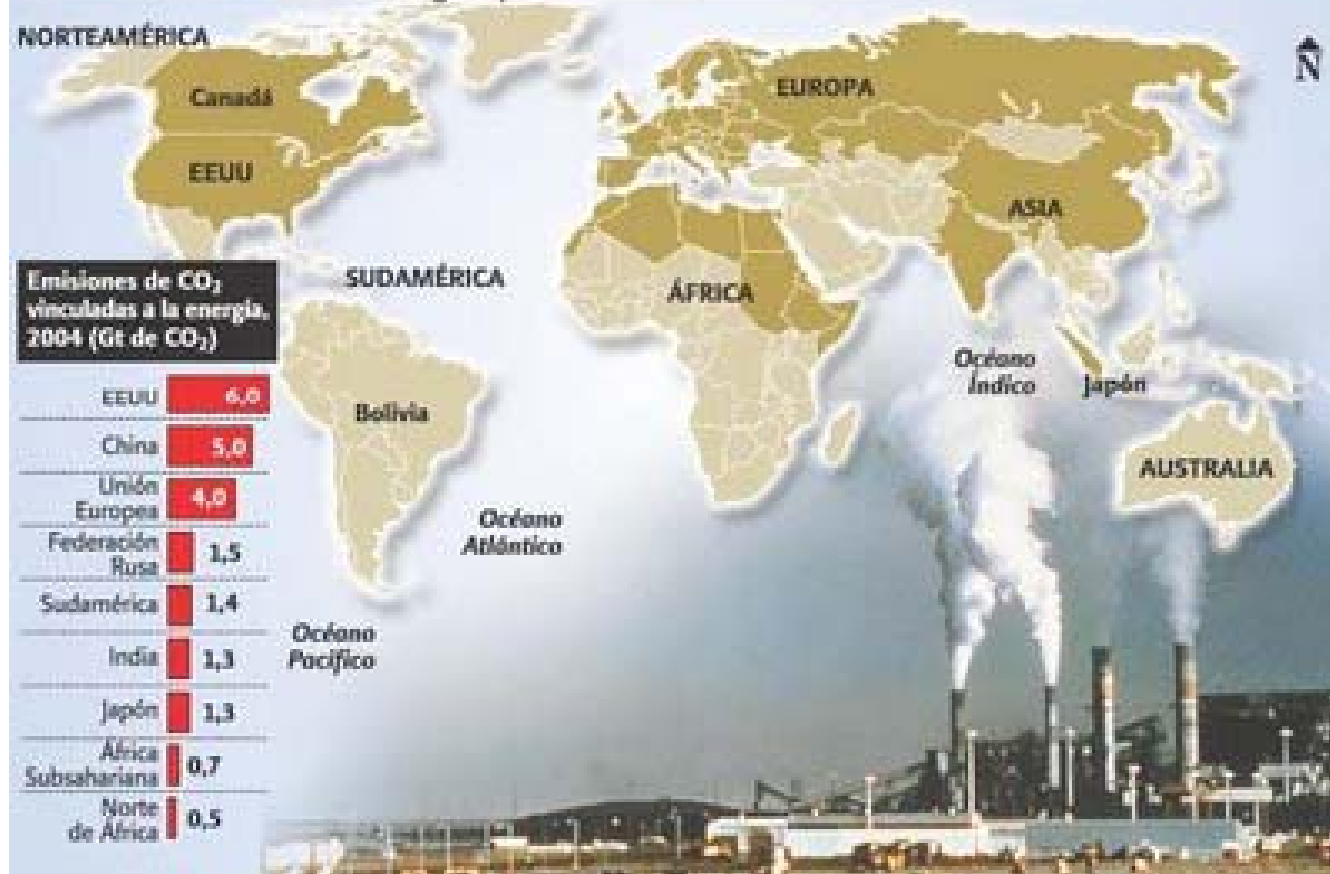 NORTEAMÉRICA
Canadá
EEUU
EUROPA
ASIA
N
SUDAMÉRICA
ÁFRICA
Océano
Índico
Japón
Bolivia
AUSTRALIA
Océano
Atlántico
Océano
Pacífico
Emisiones de CO₂
vinculadas a la energía.
2004 (Gt de CO₂)
EEUU 6,0
China 5,0
Unión
Europea 4,0
Federación
Rusa 1,5
Sudamérica 1,4
India 1,3
Japón 1,3
África
Subsahariana 0,7
Norte
de África 0,5